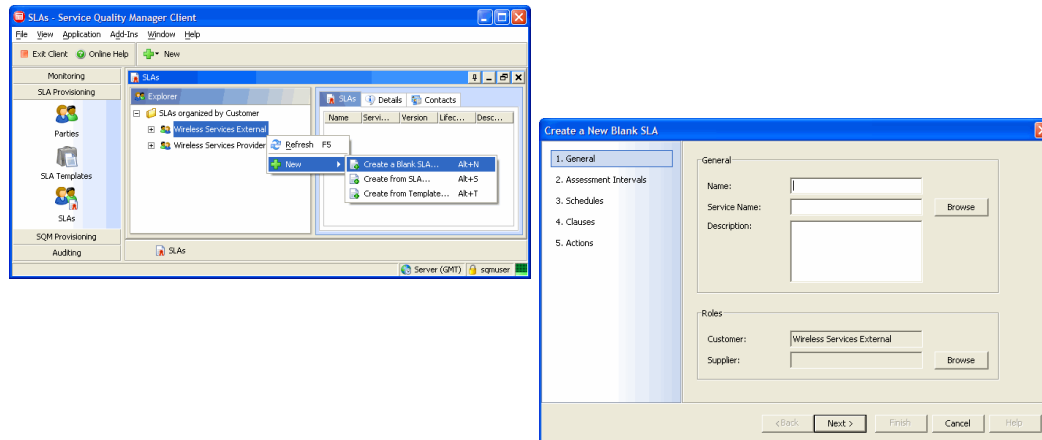 SLAs - Service Quality Manager Client
File View Application Add-Ins Window Help
Exit Client Online Help New
Monitoring
SLA Provisioning
Parties
SLA Templates
SLAs
SQM Provisioning
Auditing
SLAs
Explorer
SLAs organized by Customer
Wireless Services External
Wireless Services Provider
Refresh F5
New
Create a Blank SLA... Alt+N
Create from SLA... Alt+S
Create from Template... Alt+T
SLAs Details Contacts
Name Servi... Version Lifec... Desc...
SLAs
Server (GMT) sqmuser
Create a New Blank SLA
1. General
2. Assessment Intervals
3. Schedules
4. Clauses
5. Actions
General
Name:
Service Name: Browse
Description:
Roles
Customer: Wireless Services External
Supplier: Browse
<Back Next > Finish Cancel Help